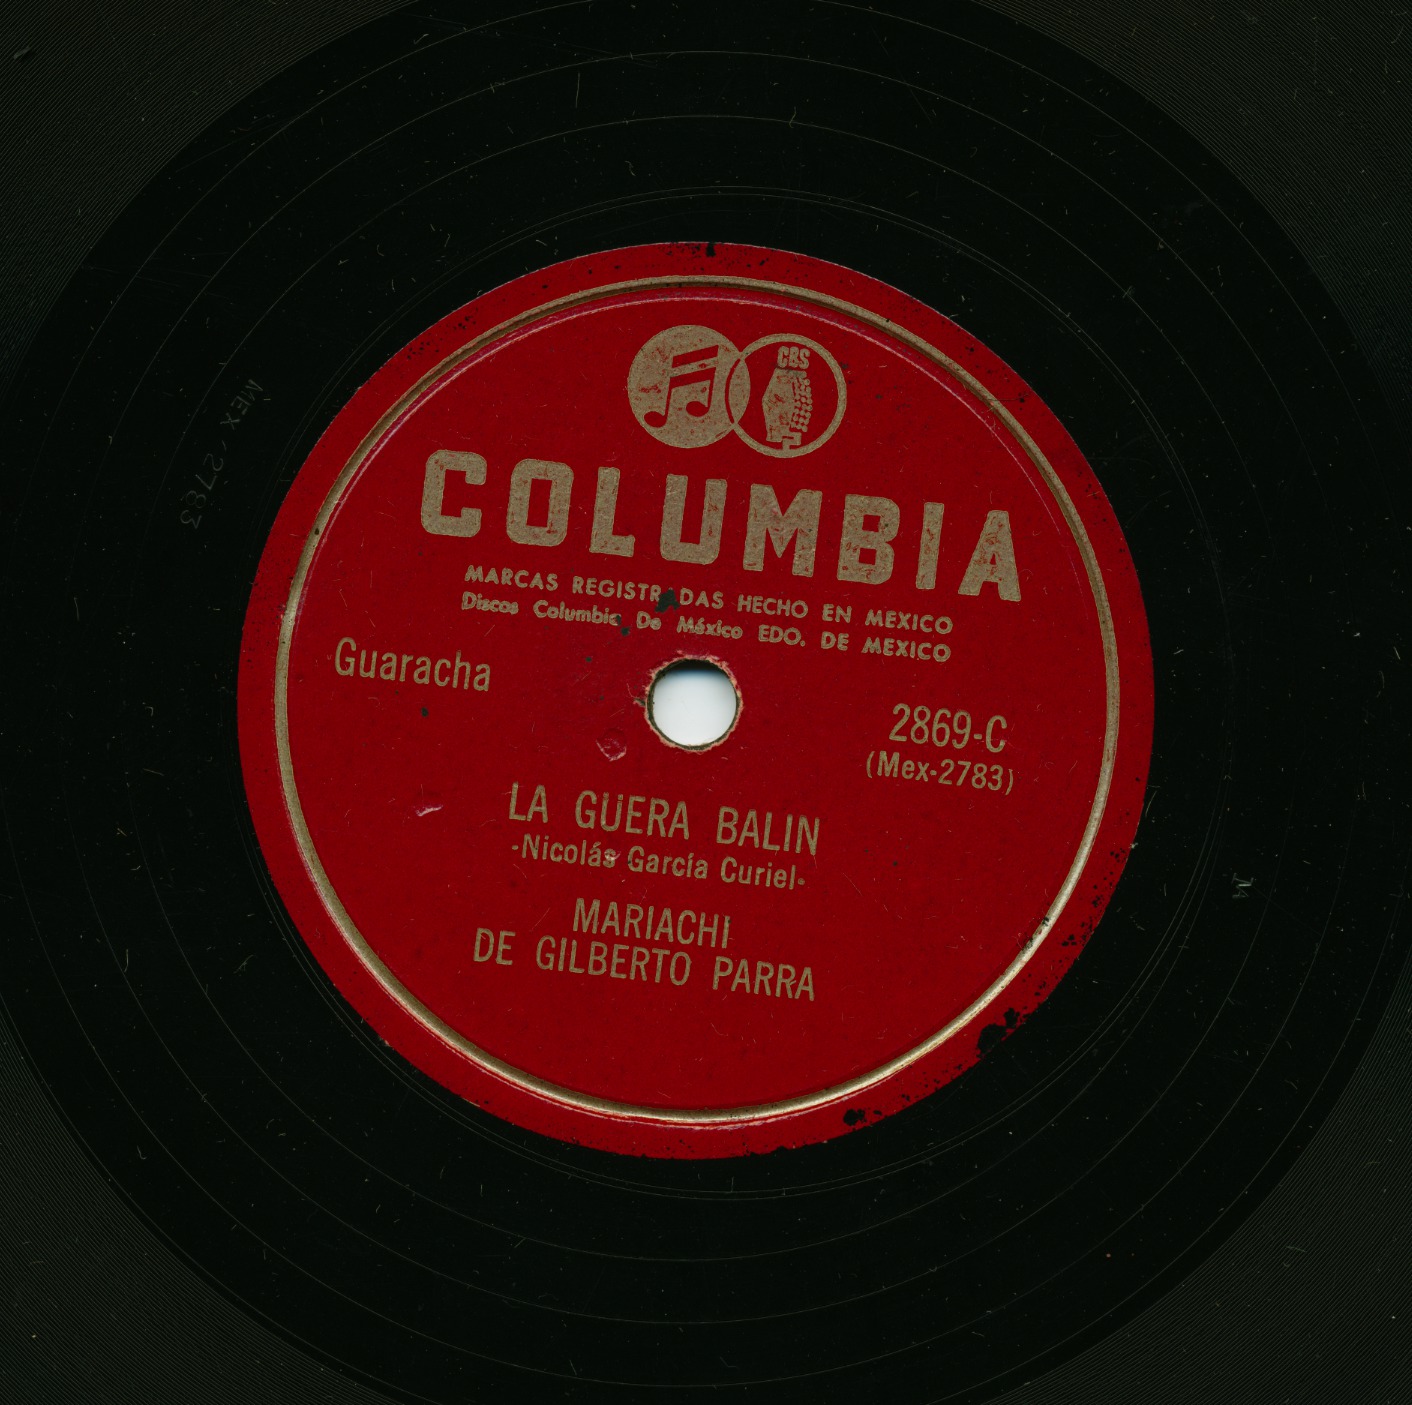 CBS
COLUMBIA
MARCAS REGISTRADAS HECHO EN MEXICO
Discos Columbia De México EDO. DE MEXICO
Guaracha
2869-C
(Mex-2783)
LA GÜERA BALIN
-Nicolás García Curiel-
MARIACHI
DE GILBERTO PARRA
MEX 2783